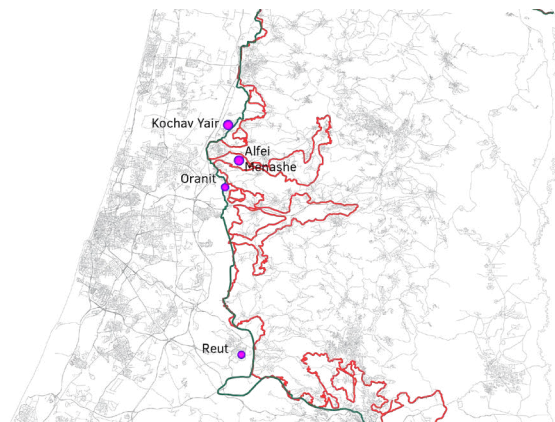 Kochav Yair
Alfei
Menashe
Oranit
Reut